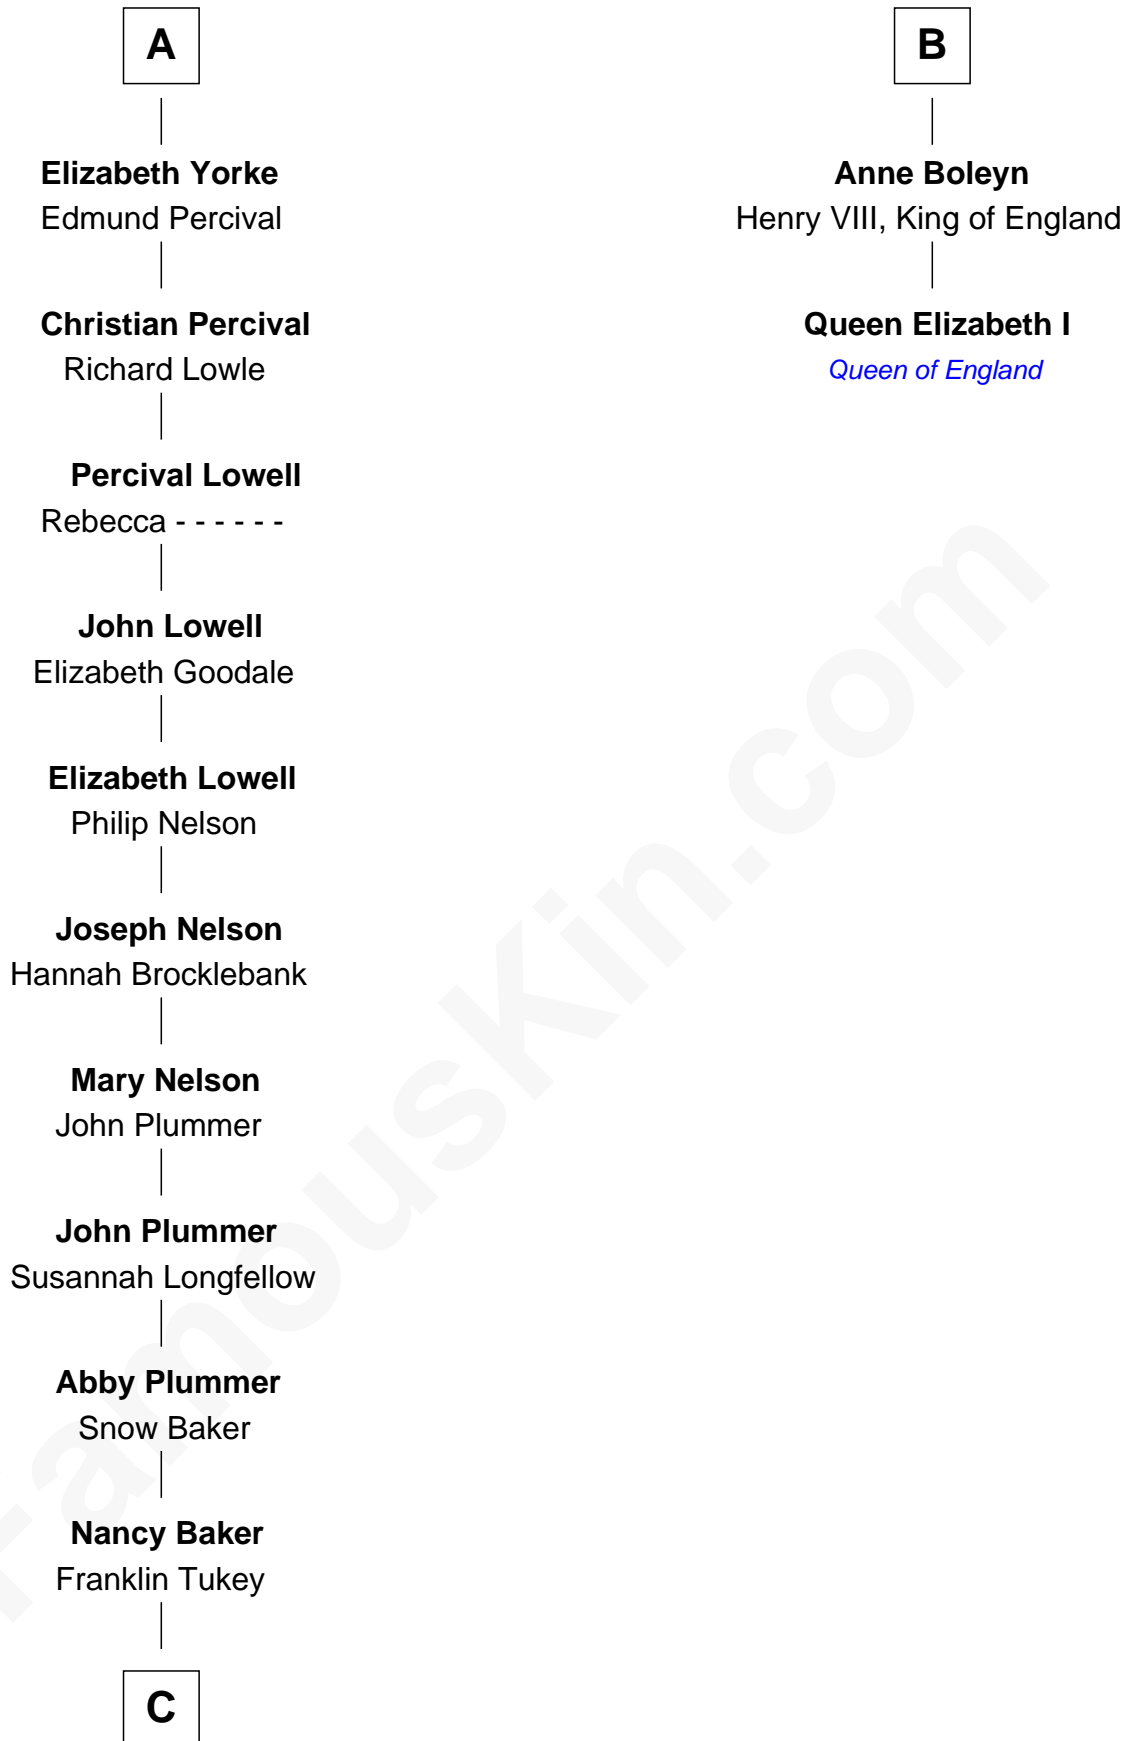 A
Elizabeth Yorke
Edmund Percival
Christian Percival
Richard Lowle
Percival Lowell
Rebecca - - - - - -
John Lowell
Elizabeth Goodale
Elizabeth Lowell
Philip Nelson
Joseph Nelson
Hannah Brocklebank
Mary Nelson
John Plummer
John Plummer
Susannah Longfellow
Abby Plummer
Snow Baker
Nancy Baker
Franklin Tukey
C
B
Anne Boleyn
Henry VIII, King of England
Queen Elizabeth I
Queen of England
FamousKin.com